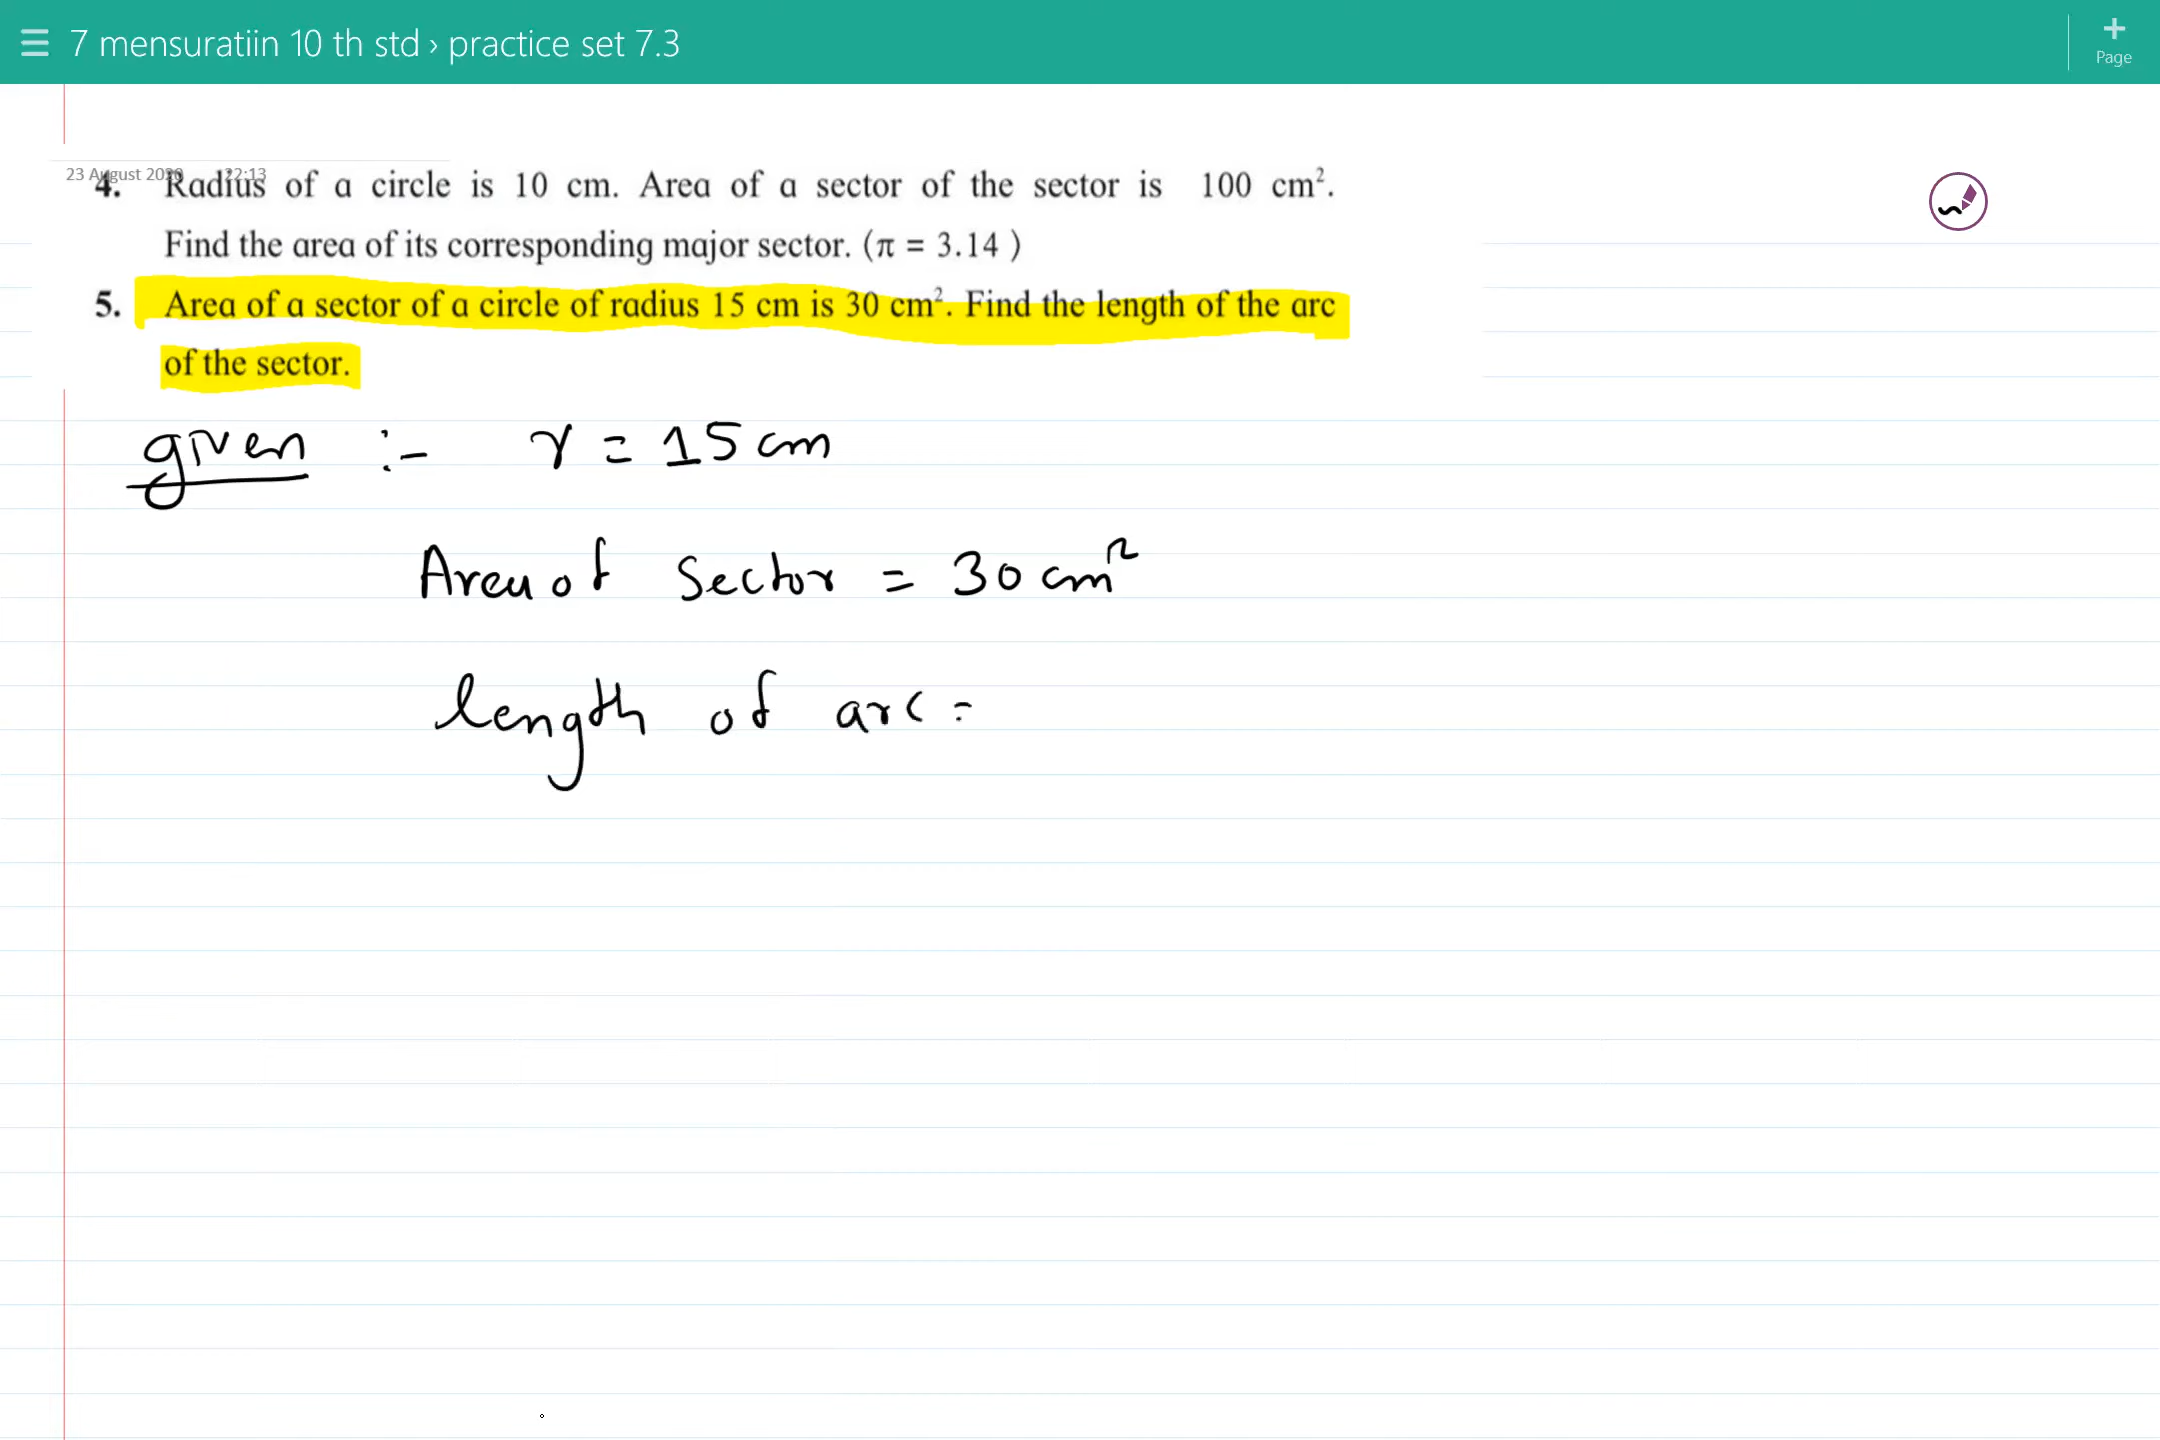 7 mensuratiin 10 th std › practice set 7.3
+
Page
23 August 2020 22:13
4. Radius of a circle is 10 cm. Area of a sector of the sector is 100 cm².
Find the area of its corresponding major sector. (π = 3.14 )
5. Area of a sector of a circle of radius 15 cm is 30 cm². Find the length of the arc
of the sector.
given :- r = 15 cm
Area of Sector = 30 cm²
length of arc =